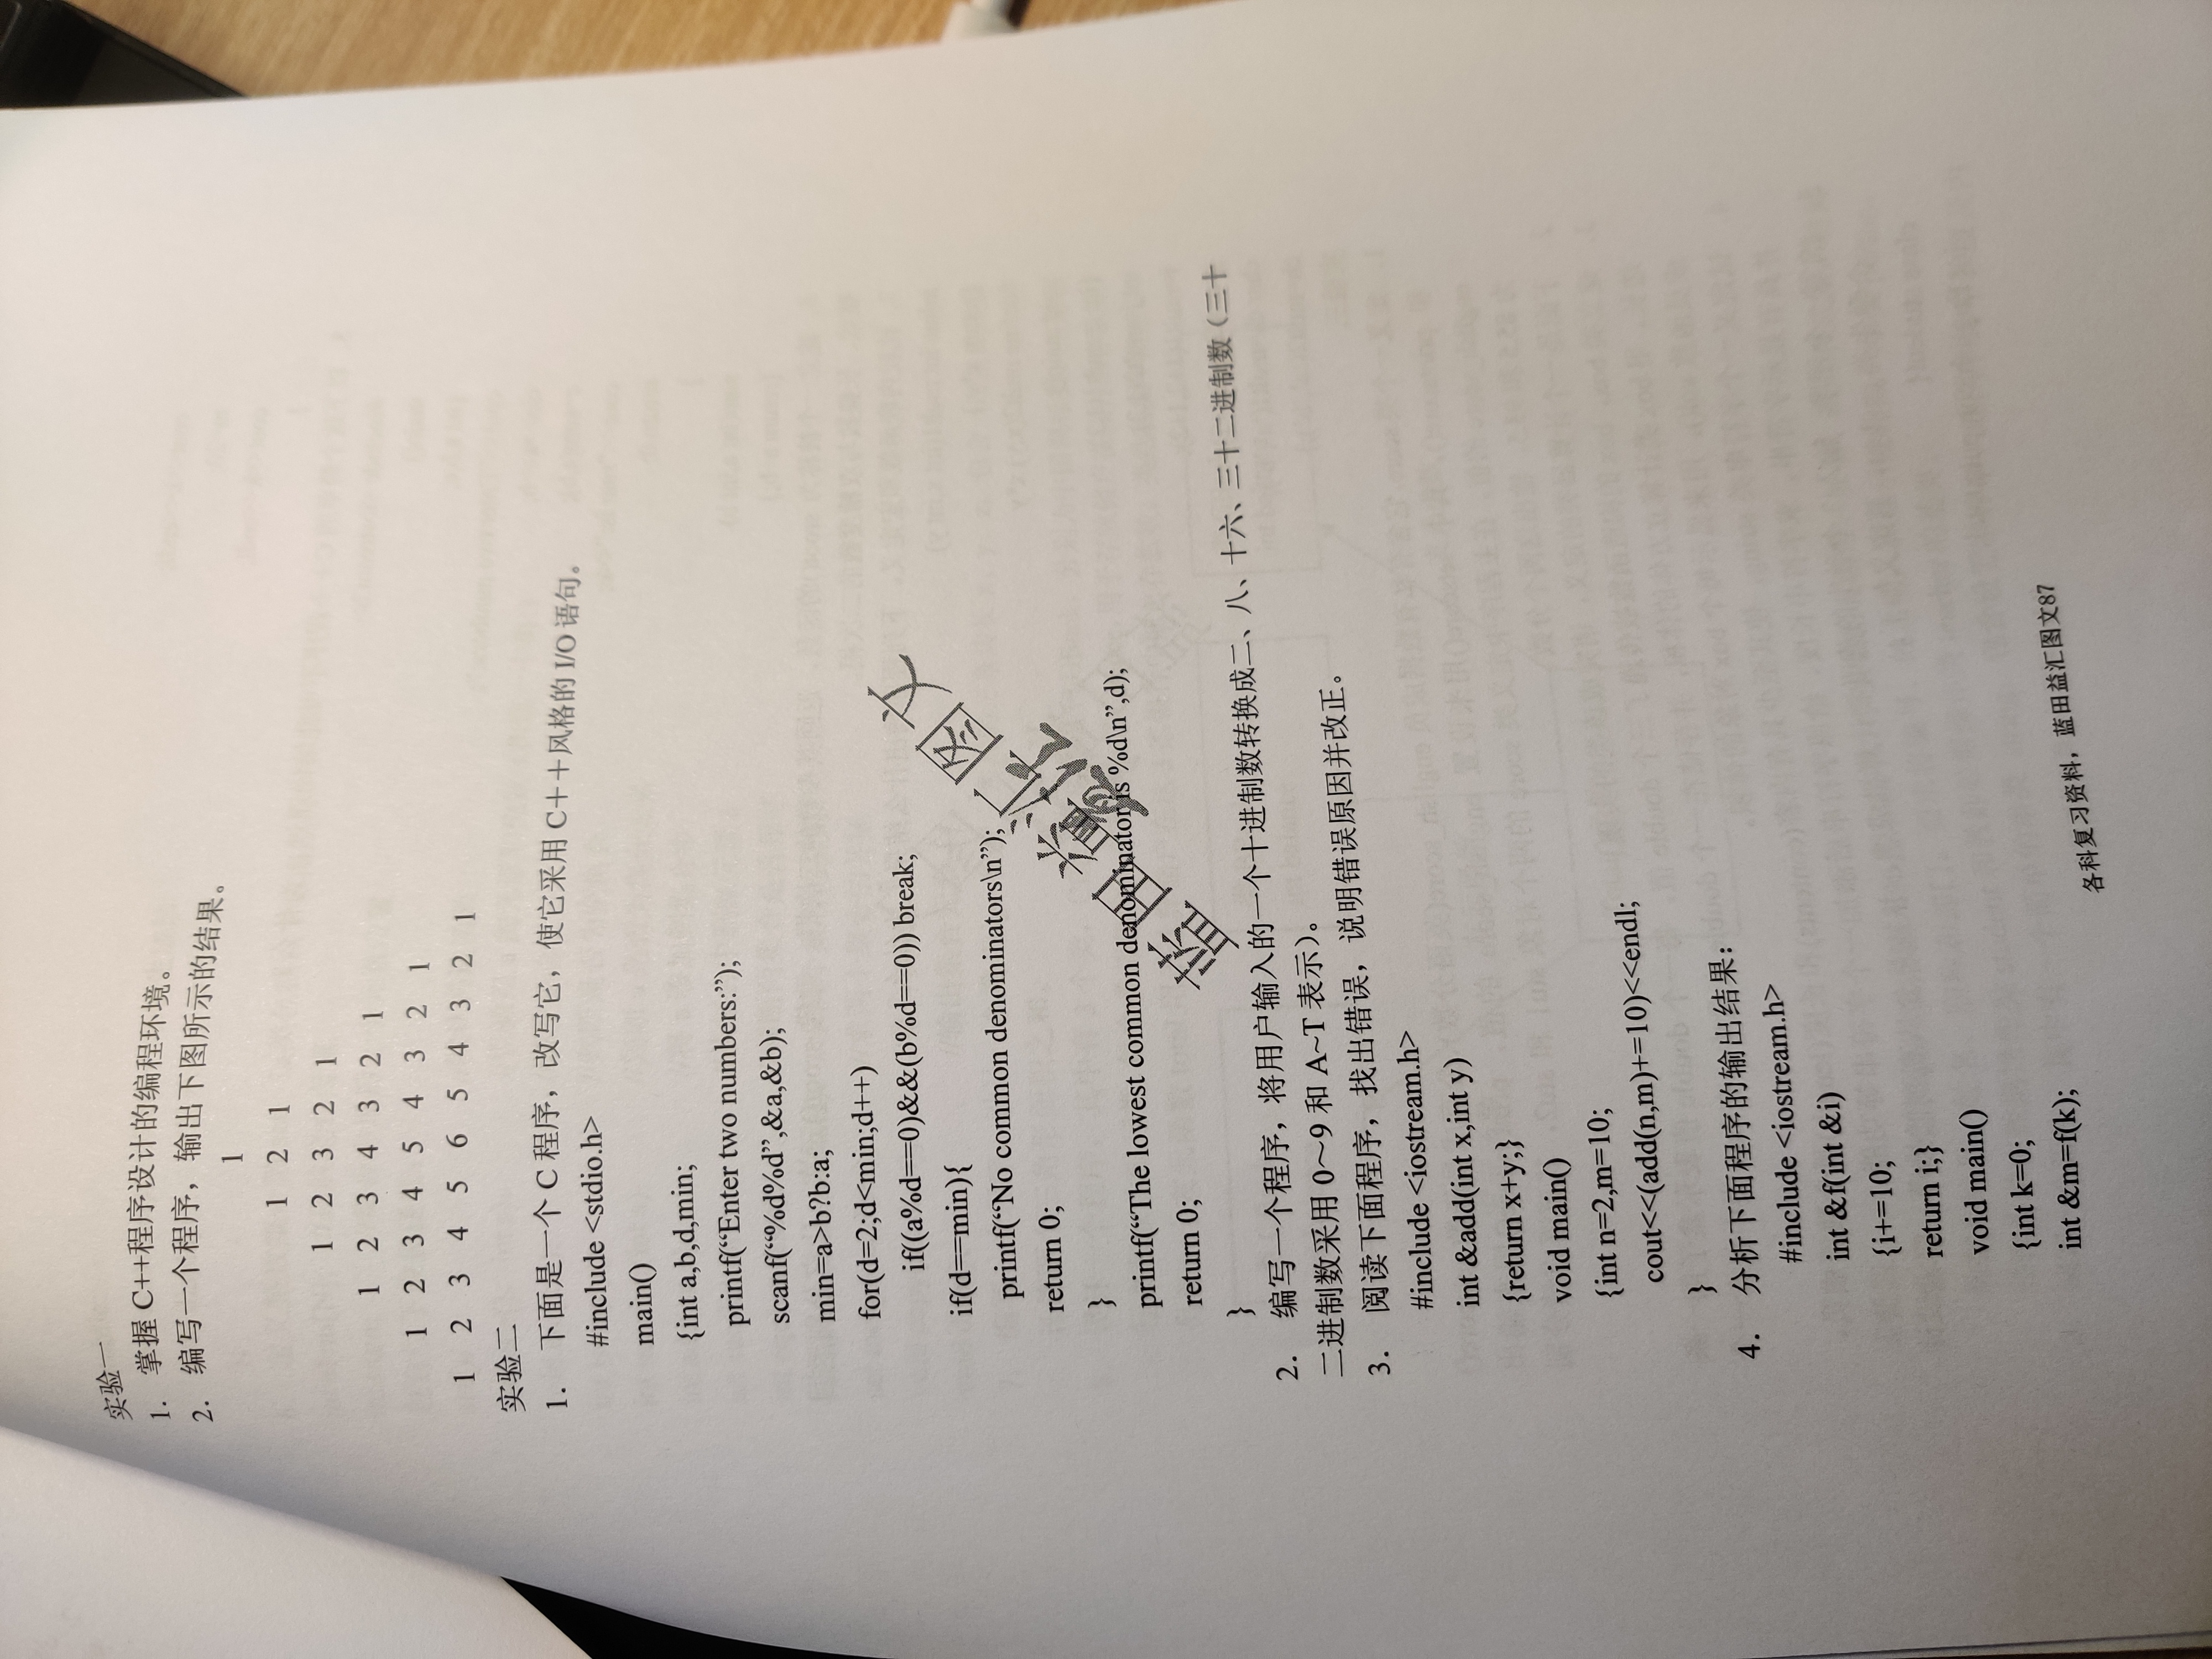 实验一
1. 掌握 C++程序设计的编程环境。
2. 编写一个程序，输出下图所示的结果。
1
1 2 1
1 2 3 2 1
1 2 3 4 3 2 1
1 2 3 4 5 4 3 2 1
1 2 3 4 5 6 5 4 3 2 1
实验二
1. 下面是一个 C 程序，改写它，使它采用 C＋＋风格的 I/O 语句。
#include <stdio.h>
main()
{int a,b,d,min;
printf(“Enter two numbers:”);
scanf(“%d%d”,&a,&b);
min=a>b?b:a;
for(d=2;d<min;d++)
if((a%d==0)&&(b%d==0)) break;
if(d==min){
printf(“No common denominators\n”);
return 0;
}
printf(“The lowest common denominator is %d\n”,d);
return 0;
}
蓝田益汇图文
2. 编写一个程序，将用户输入的一个十进制数转换成二、八、十六、三十二进制数（三十
二进制数采用 0～9 和 A~T 表示）。
3. 阅读下面程序，找出错误，说明错误原因并改正。
#include <iostream.h>
int &add(int x,int y)
{return x+y;}
void main()
{int n=2,m=10;
cout<<(add(n,m)+=10)<<endl;
}
4. 分析下面程序的输出结果：
#include <iostream.h>
int &f(int &i)
{i+=10;
return i;}
void main()
{int k=0;
int &m=f(k);
各科复习资料，蓝田益汇图文87